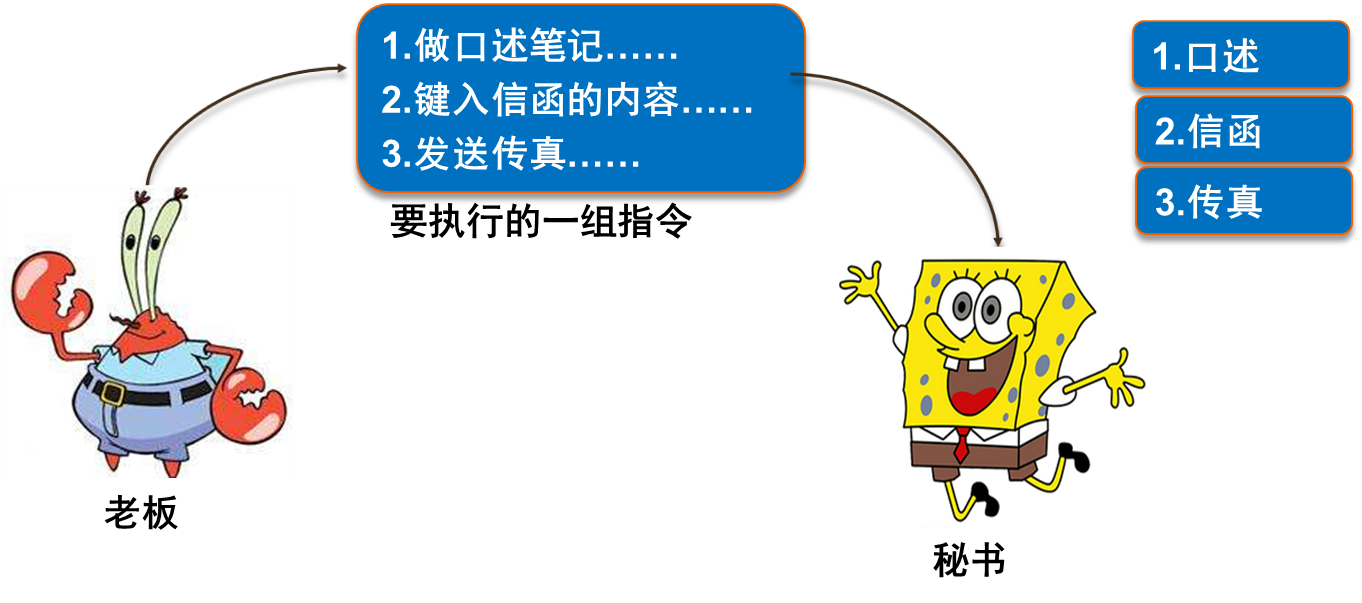 1.做口述笔记……
2.键入信函的内容……
3.发送传真……
要执行的一组指令
1.口述
2.信函
3.传真
老板
秘书